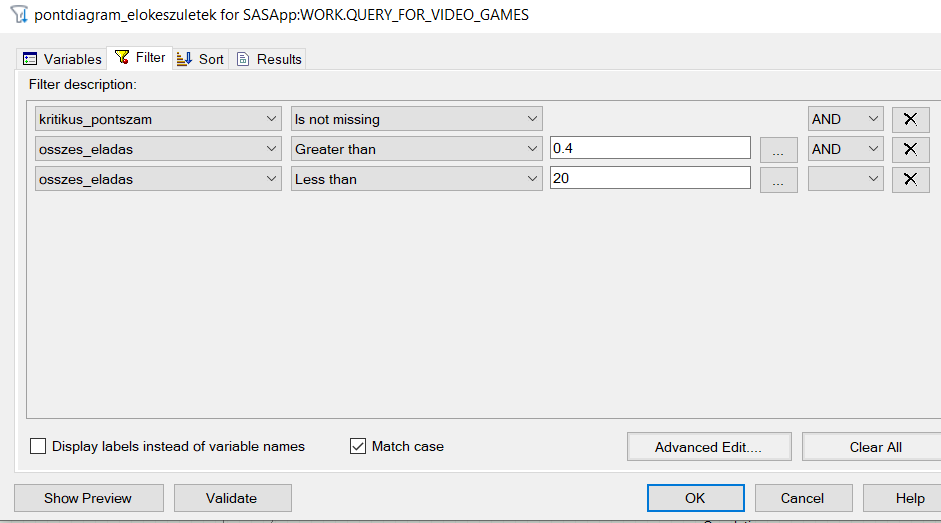 pontdiagram_elokeszuletek for SASApp:WORK.QUERY_FOR_VIDEO_GAMES
Variables Filter Sort Results
Filter description:
kritikus_pontszam Is not missing AND
osszes_eladas Greater than 0.4 ... AND
osszes_eladas Less than 20 ...
Display labels instead of variable names Match case Advanced Edit.... Clear All
Show Preview Validate OK Cancel Help